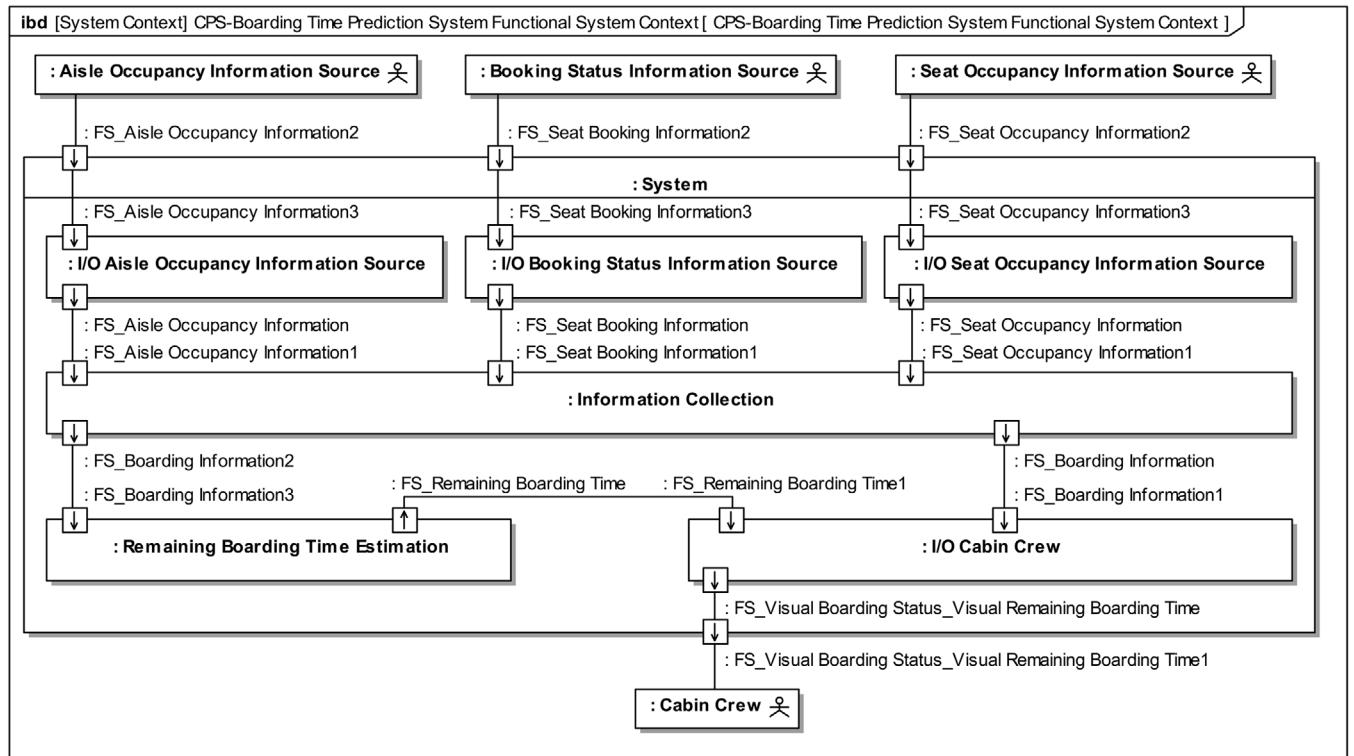 ibd [System Context] CPS-Boarding Time Prediction System Functional System Context [ CPS-Boarding Time Prediction System Functional System Context ]
: Aisle Occupancy Information Source
: Booking Status Information Source
: Seat Occupancy Information Source
: FS_Aisle Occupancy Information2
: FS_Seat Booking Information2
: FS_Seat Occupancy Information2
: System
: FS_Aisle Occupancy Information3
: FS_Seat Booking Information3
: FS_Seat Occupancy Information3
: I/O Aisle Occupancy Information Source
: I/O Booking Status Information Source
: I/O Seat Occupancy Information Source
: FS_Aisle Occupancy Information
: FS_Seat Booking Information
: FS_Seat Occupancy Information
: FS_Aisle Occupancy Information1
: FS_Seat Booking Information1
: FS_Seat Occupancy Information1
: Information Collection
: FS_Boarding Information2
: FS_Boarding Information
: FS_Remaining Boarding Time
: FS_Remaining Boarding Time1
: FS_Boarding Information3
: FS_Boarding Information1
: Remaining Boarding Time Estimation
: I/O Cabin Crew
: FS_Visual Boarding Status_Visual Remaining Boarding Time
: FS_Visual Boarding Status_Visual Remaining Boarding Time1
: Cabin Crew